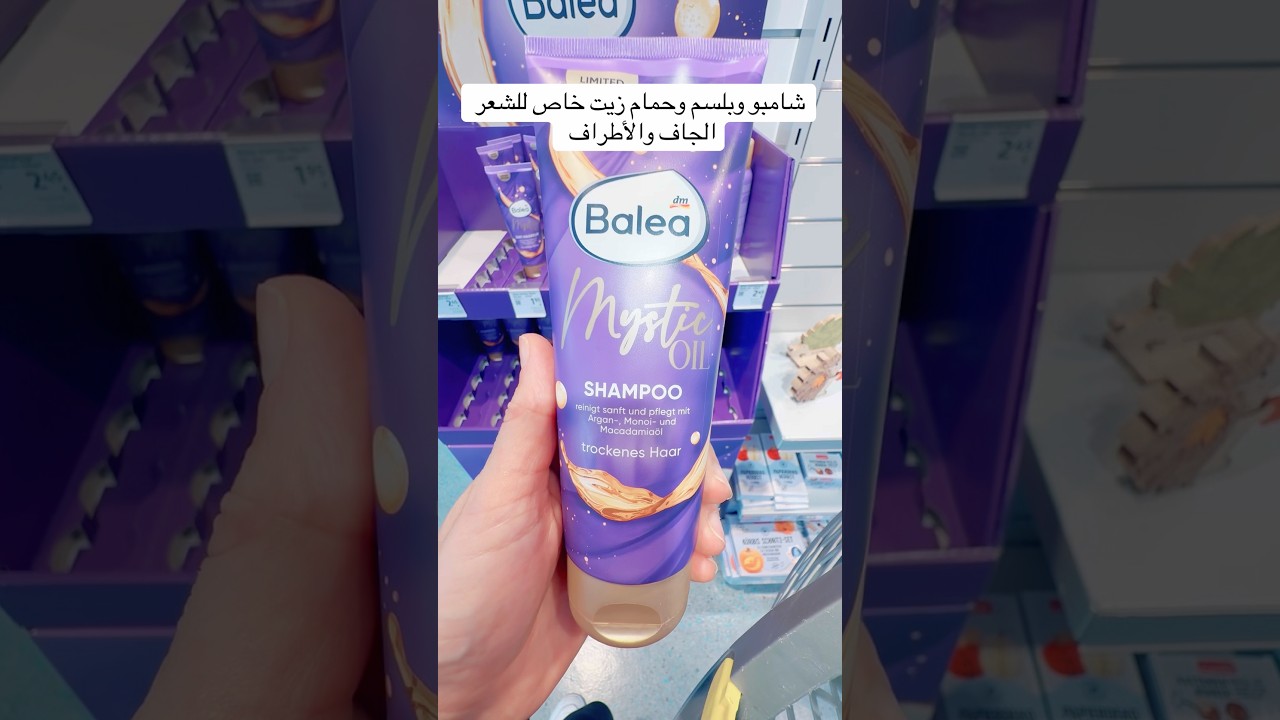 Balea
LIMITED
شامبو وبلسم وحمام زيت خاص للشعر
الجاف والأطراف
dm
Balea
Mystic
OIL
SHAMPOO
reinigt sanft und pflegt mit
Argan-, Monoi- und
Macadamiaöl
trockenes Haar